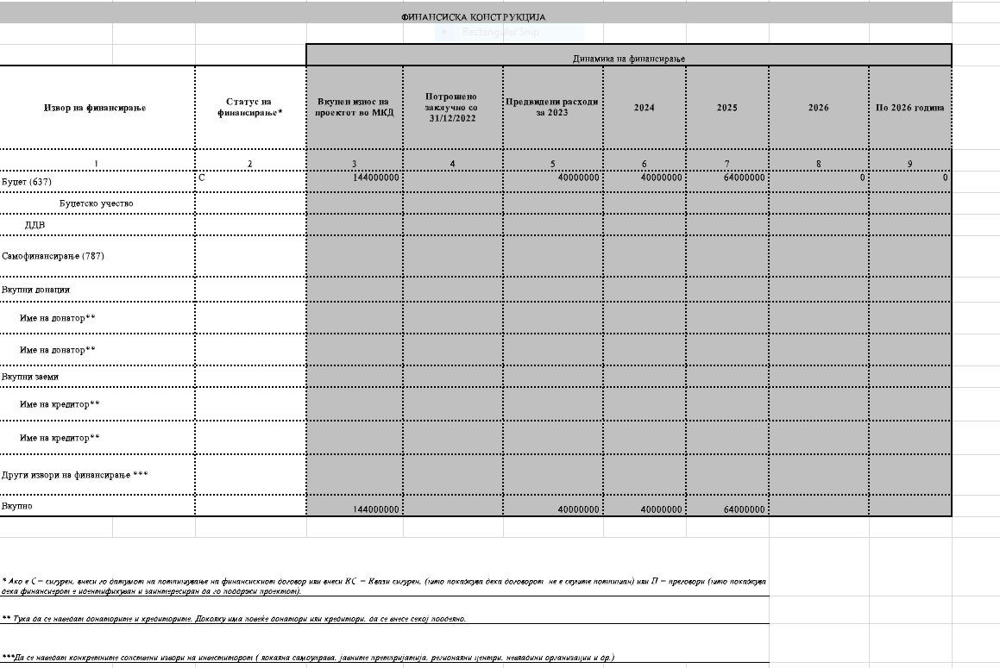 ФИНАНСИСКА КОНСТРУКЦИЈА
Rectangular Snip
Динамика на финансирање
Извор на финансирање
Статус на
финансирање*
Вкупен износ на
проектот во МКД
Потрошено
заклучно со
31/12/2022
Предвидени расходи
за 2023
2024
2025
2026
По 2026 година
1 2 3 4 5 6 7 8 9
Буџет (637) С 144000000 40000000 40000000 64000000 0 0
Буџетско учество
ДДВ
Самофинансирање (787)
Вкупни донации
Име на донатор**
Име на донатор**
Вкупни заеми
Име на кредитор**
Име на кредитор**
Други извори на финансирање ***
Вкупно 144000000 40000000 40000000 64000000
* Ако е С = сигурен, внеси го датумот на потпишување на финансискиот договор или внеси КС = Квази сигурен, (што покажува дека договорот не е сеуште потпишан) или П = преговори (што покажува
дека финансиерот е идентификуван и заинтересиран да го поддржи проектот).
** Тука да се наведат донаторите и кредиторите. Доколку има повеќе донатори или кредитори, да се внесе секој поодделно.
***Да се наведат конкретните сопствени извори на инвеститорот ( локална самоуправа, јавните претпријатија, регионални центри, невладини организации и др.)